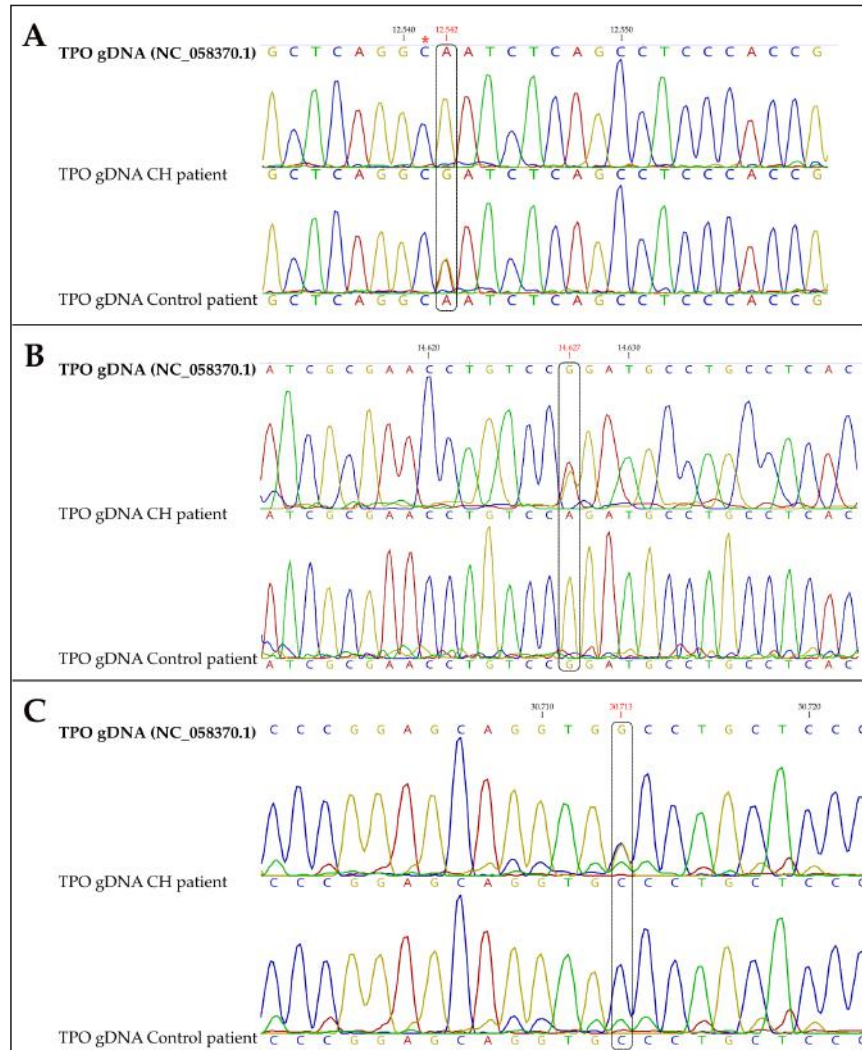 A
12.540 * 12.542 12.550
TPO gDNA (NC_058370.1) G C T C A G G C A A T C T C A G C C T C C C A C C G
TPO gDNA CH patient G C T C A G G C G A T C T C A G C C T C C C A C C G
TPO gDNA Control patient G C T C A G G C A A T C T C A G C C T C C C A C C G
B
14.620 14.627 14.630
TPO gDNA (NC_058370.1) A T C G C G A A C C T G T C C G G A T G C C T G C C T C A C
TPO gDNA CH patient A T C G C G A A C C T G T C C A G A T G C C T G C C T C A C
TPO gDNA Control patient A T C G C G A A C C T G T C C G G A T G C C T G C C T C A C
C
30.710 30.713 30.720
TPO gDNA (NC_058370.1) C C C G G A G C A G G T G G C C T G C T C C C
TPO gDNA CH patient C C C G G A G C A G G T G C C C T G C T C C C
TPO gDNA Control patient C C C G G A G C A G G T G C C C T G C T C C C